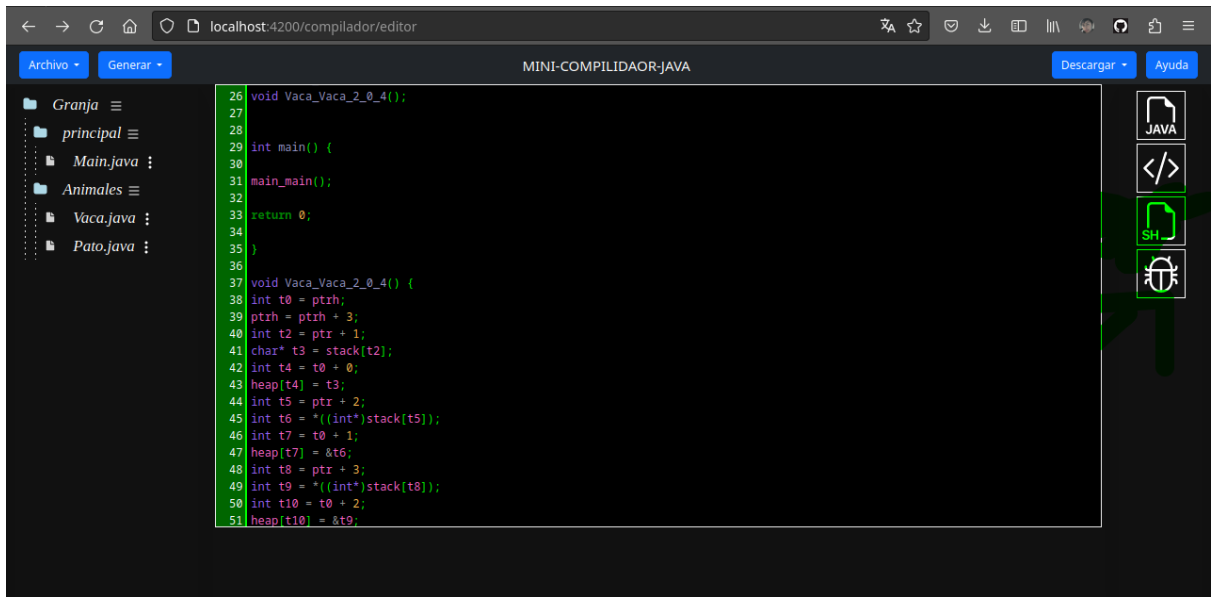 localhost:4200/compilador/editor
Archivo Generar MINI-COMPILIDAOR-JAVA Descargar Ayuda
Granja
principal
Main.java
Animales
Vaca.java
Pato.java
26 void Vaca_Vaca_2_0_4();
27
28
29 int main() {
30
31 main_main();
32
33 return 0;
34
35 }
36
37 void Vaca_Vaca_2_0_4() {
38 int t0 = ptrh;
39 ptrh = ptrh + 3;
40 int t2 = ptr + 1;
41 char* t3 = stack[t2];
42 int t4 = t0 + 0;
43 heap[t4] = t3;
44 int t5 = ptr + 2;
45 int t6 = *((int*)stack[t5]);
46 int t7 = t0 + 1;
47 heap[t7] = &t6;
48 int t8 = ptr + 3;
49 int t9 = *((int*)stack[t8]);
50 int t10 = t0 + 2;
51 heap[t10] = &t9;
JAVA
</>
SH